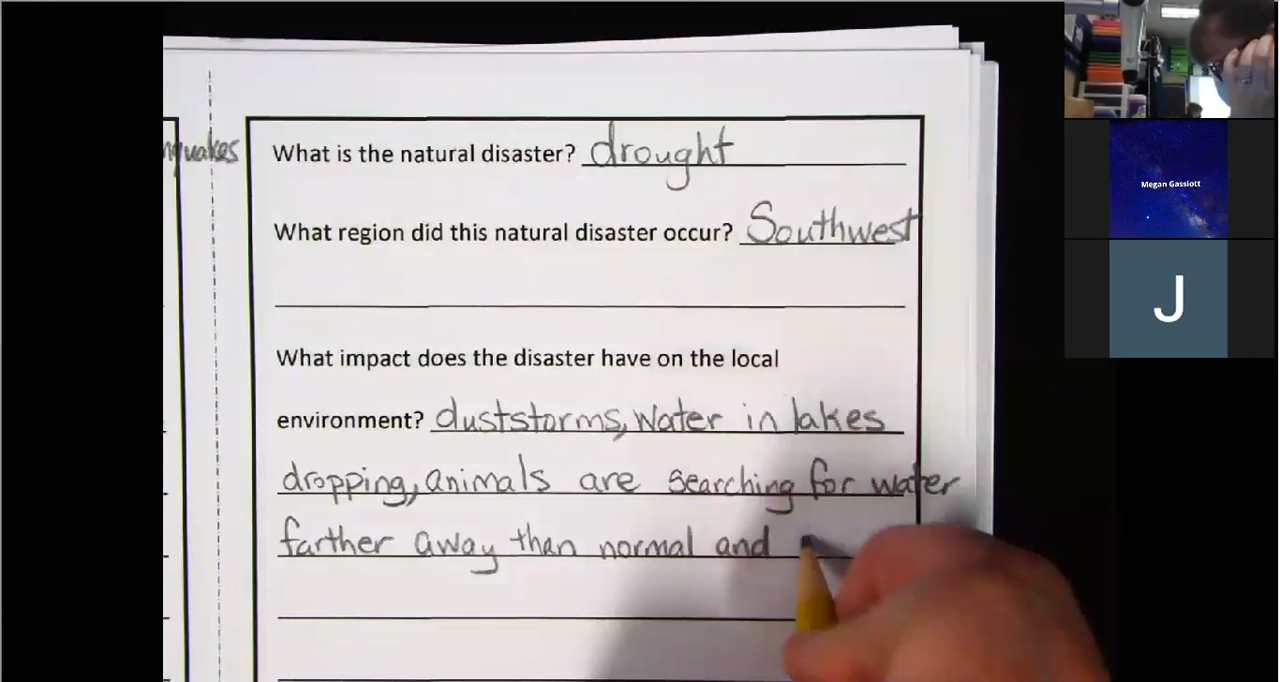 nquakes
What is the natural disaster? drought
What region did this natural disaster occur? Southwest
What impact does the disaster have on the local
environment? duststorms, Water in lakes
dropping, animals are searching for water
farther away than normal and
Megan Gassiott
J